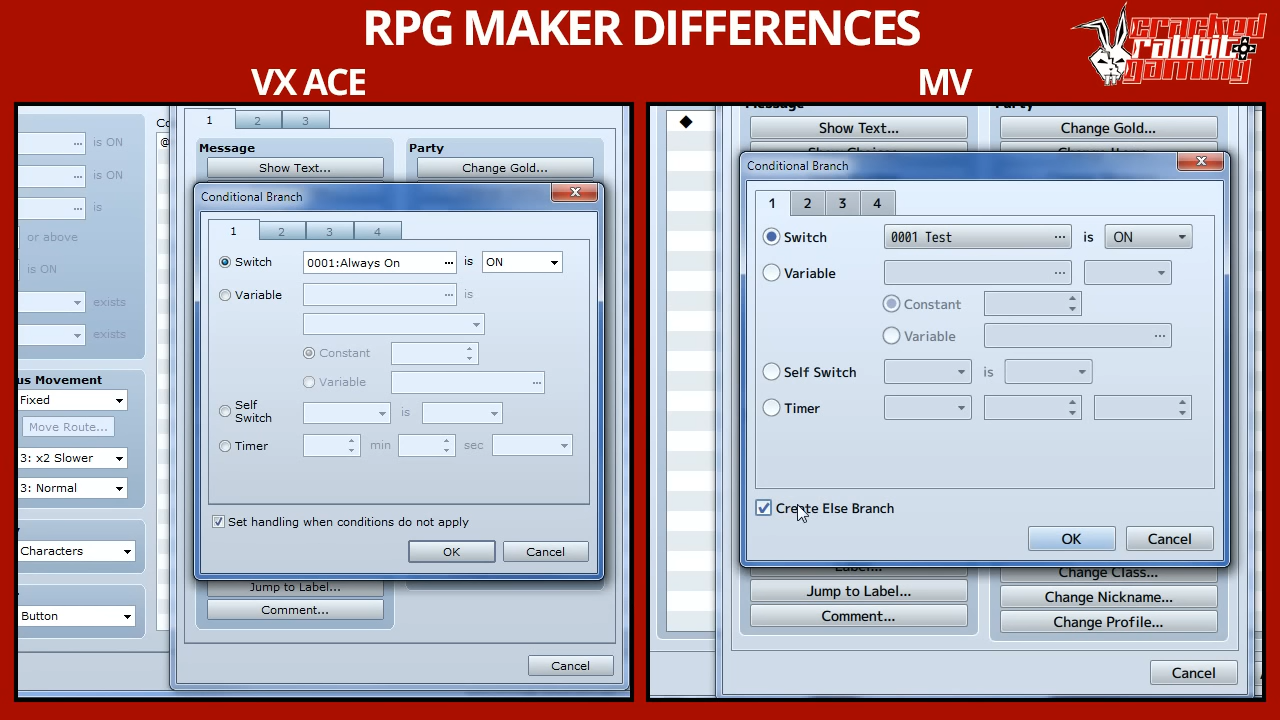 RPG MAKER DIFFERENCES
cracked
rabbit
gaming
VX ACE
MV
is ON
is ON
is
or above
is ON
exists
exists
us Movement
Fixed
Move Route...
3: x2 Slower
3: Normal
Characters
Button
Co
@
1 2 3
Message
Party
Show Text...
Change Gold...
Conditional Branch
1 2 3 4
Switch
0001:Always On ...
is
ON
Variable
...
is
Constant
Variable
...
Self
Switch
is
Timer
min
sec
Set handling when conditions do not apply
OK
Cancel
Jump to Label...
Comment...
Cancel
Message
Party
Show Text...
Change Gold...
Conditional Branch
1 2 3 4
Switch
0001 Test ...
is
ON
Variable
...
Constant
Variable
...
Self Switch
is
Timer
Create Else Branch
OK
Cancel
Label...
Change Class...
Jump to Label...
Change Nickname...
Comment...
Change Profile...
Cancel